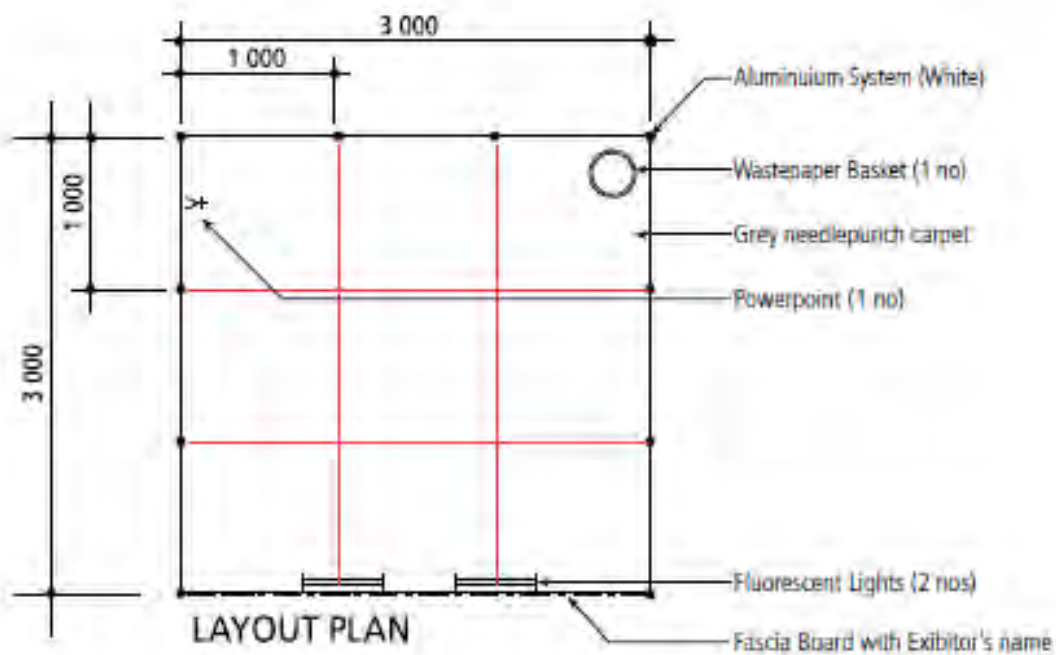 3 000
1 000
Aluminuium System (White)
Wastepaper Basket (1 no)
1 000
Grey needlepunch carpet
Powerpoint (1 no)
3 000
Fluorescent Lights (2 nos)
LAYOUT PLAN
Fascia Board with Exibitor's name